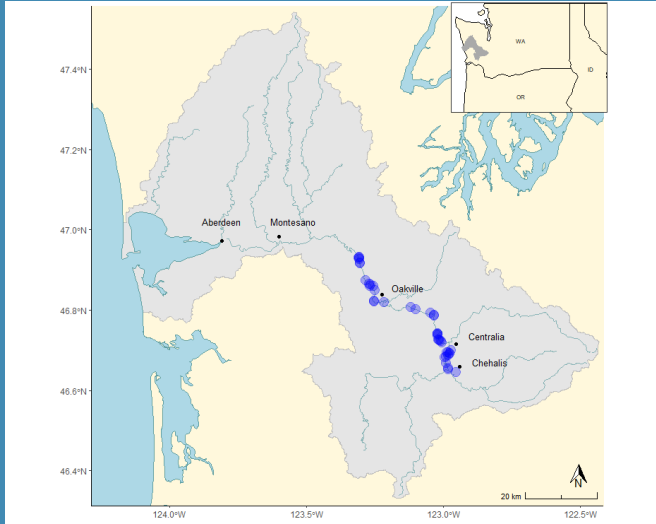 WA
ID
OR
47.4°N
47.2°N
47.0°N
46.8°N
46.6°N
46.4°N
Aberdeen
Montesano
Oakville
Centralia
Chehalis
N
20 km
124.0°W
123.5°W
123.0°W
122.5°W